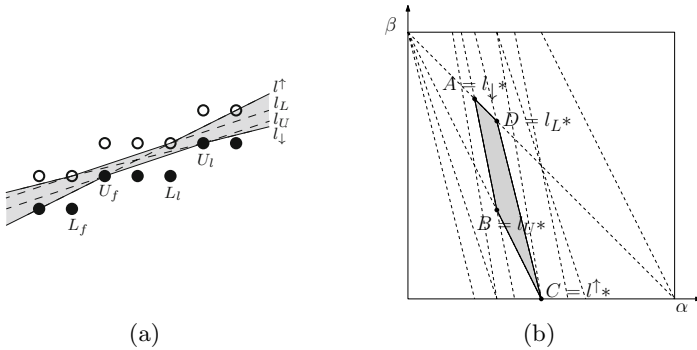 l↑
l_L
l_U
l↓
U_l
U_f
L_l
L_f
(a)
β
A = l↓*
D = l_L*
B = l_U*
C = l↑*
α
(b)